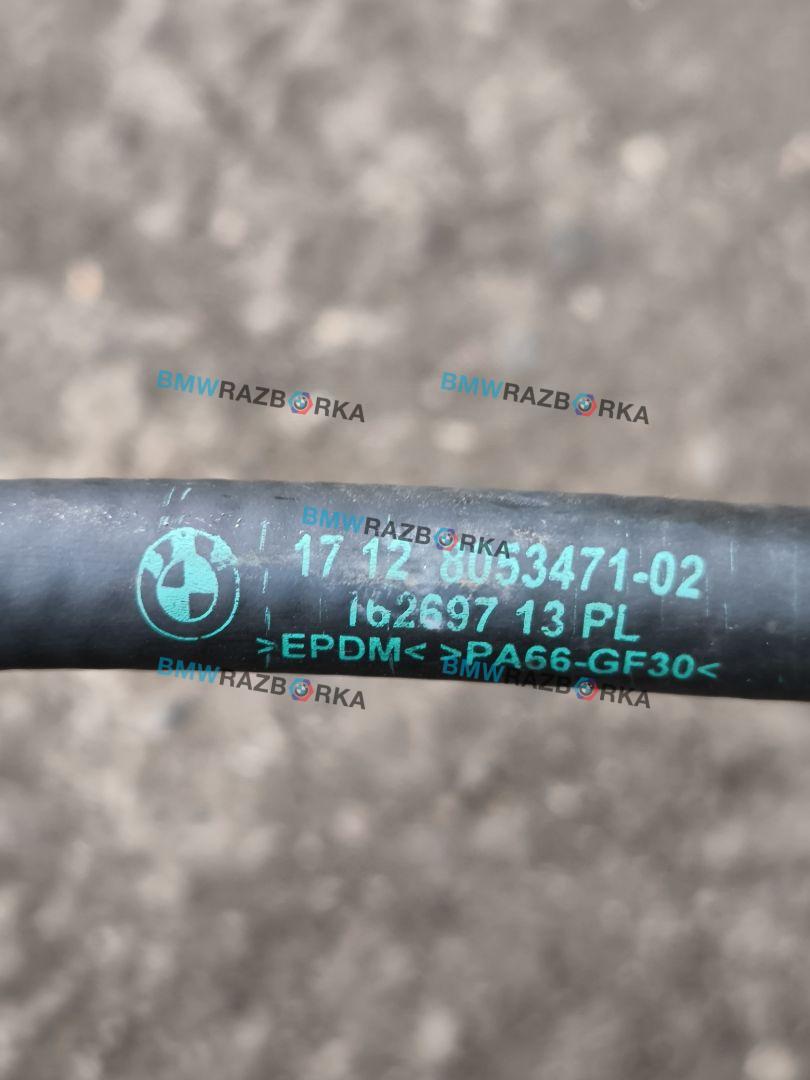 BMWRAZBORKA
BMWRAZBORKA
BMWRAZBORKA
17 12 8053471-02
162697 13 PL
>EPDM< >PA66-GF30<
BMWRAZBORKA
BMWRAZBORKA